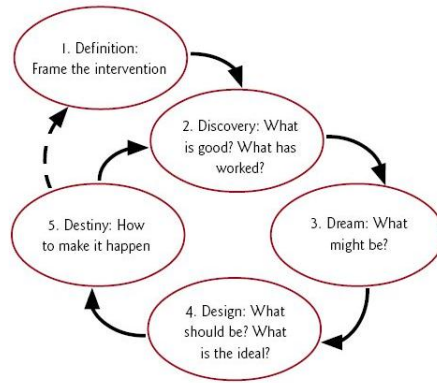 1. Definition:
Frame the intervention
2. Discovery: What
is good? What has
worked?
3. Dream: What
might be?
4. Design: What
should be? What
is the ideal?
5. Destiny: How
to make it happen